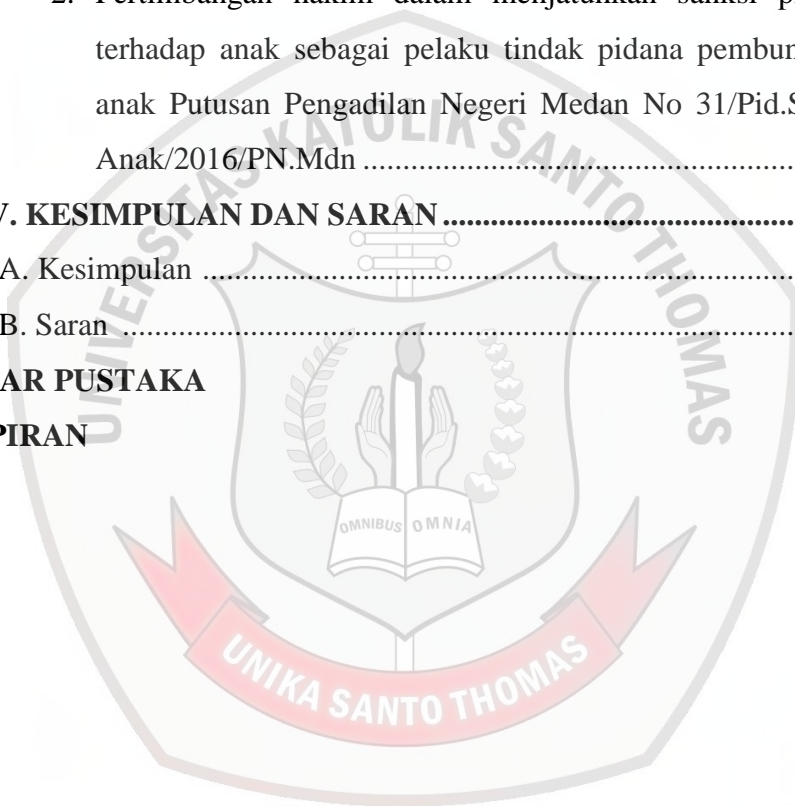 2. Pertimbangan hakim dalam menjatuhkan sanksi
terhadap anak sebagai pelaku tindak pidana
anak Putusan Pengadilan Negeri Medan No 31/Pid.S
Anak/2016/PN.Mdn ..........................................................
V. KESIMPULAN DAN SARAN ..............................................
A. Kesimpulan ..............................................................................
B. Saran ........................................................................................
AR PUSTAKA
PIRAN
UNIVERSITAS KATOLIK SANTO THOMAS
OMNIBUS OMNIA
UNIKA SANTO THOMAS